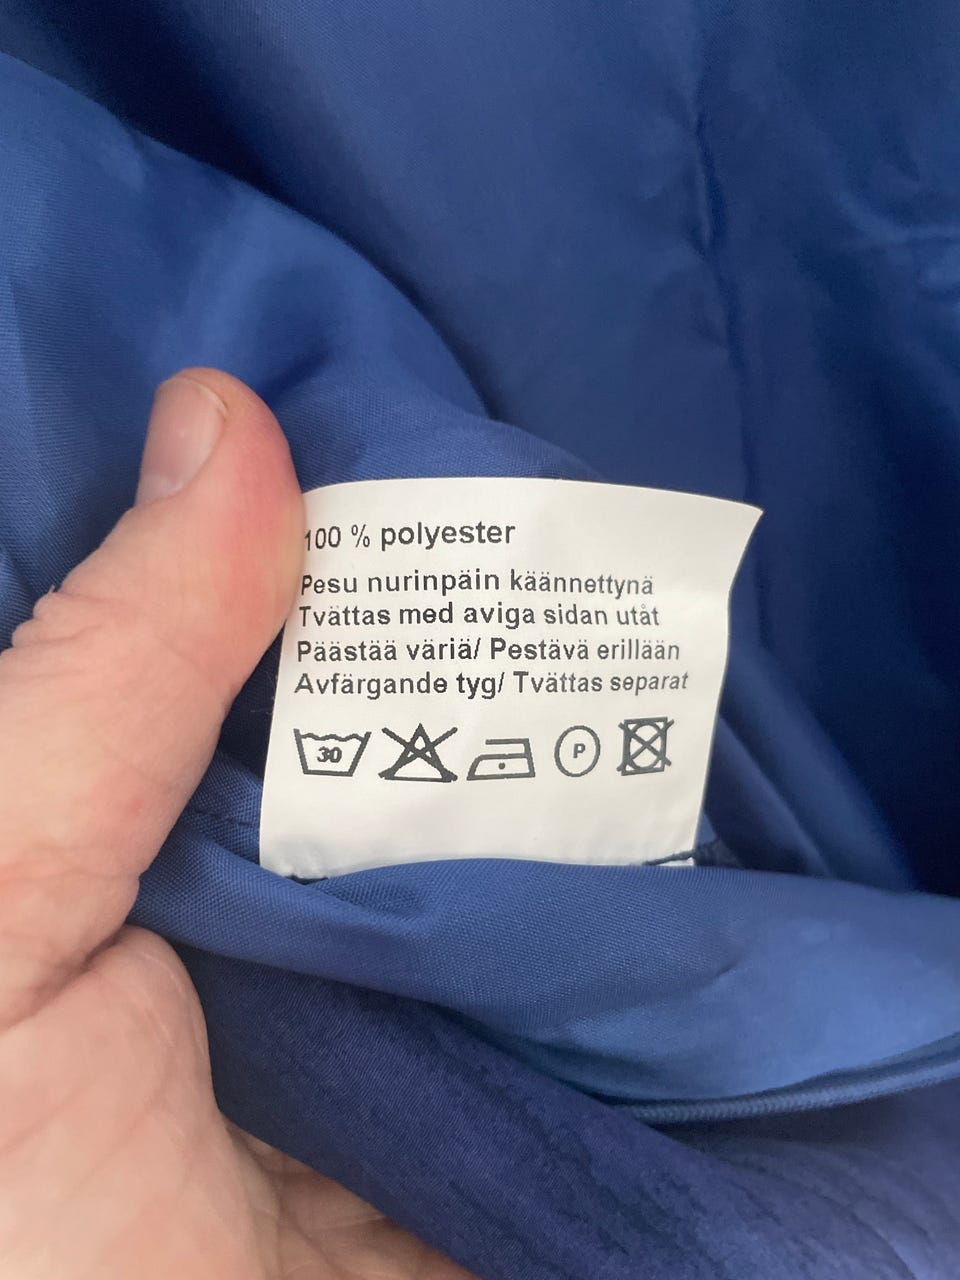 100 % polyester
Pesu nurinpäin käännettynä
Tvättas med aviga sidan utåt
Päästää väriä/ Pestävä erillään
Avfärgande tyg/ Tvättas separat
30 P